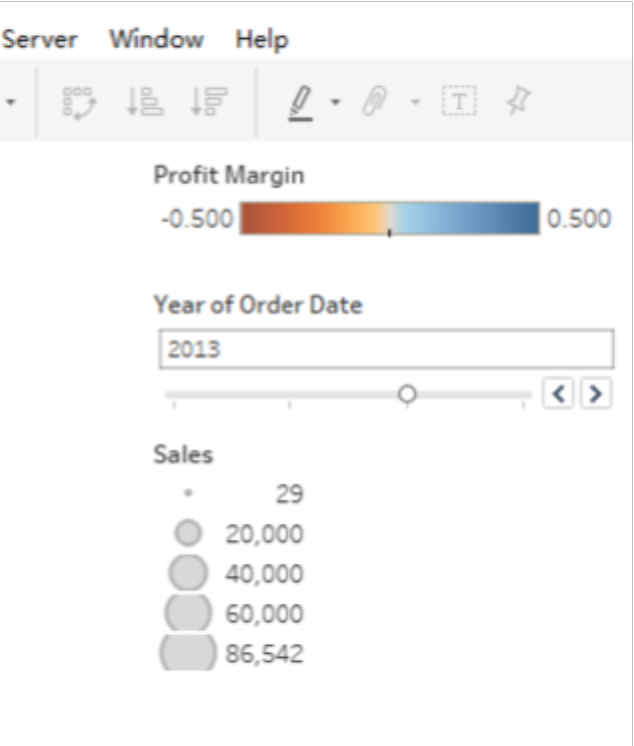 Server Window Help
T
Profit Margin
-0.500 0.500
Year of Order Date
2013
Sales
29
20,000
40,000
60,000
86,542